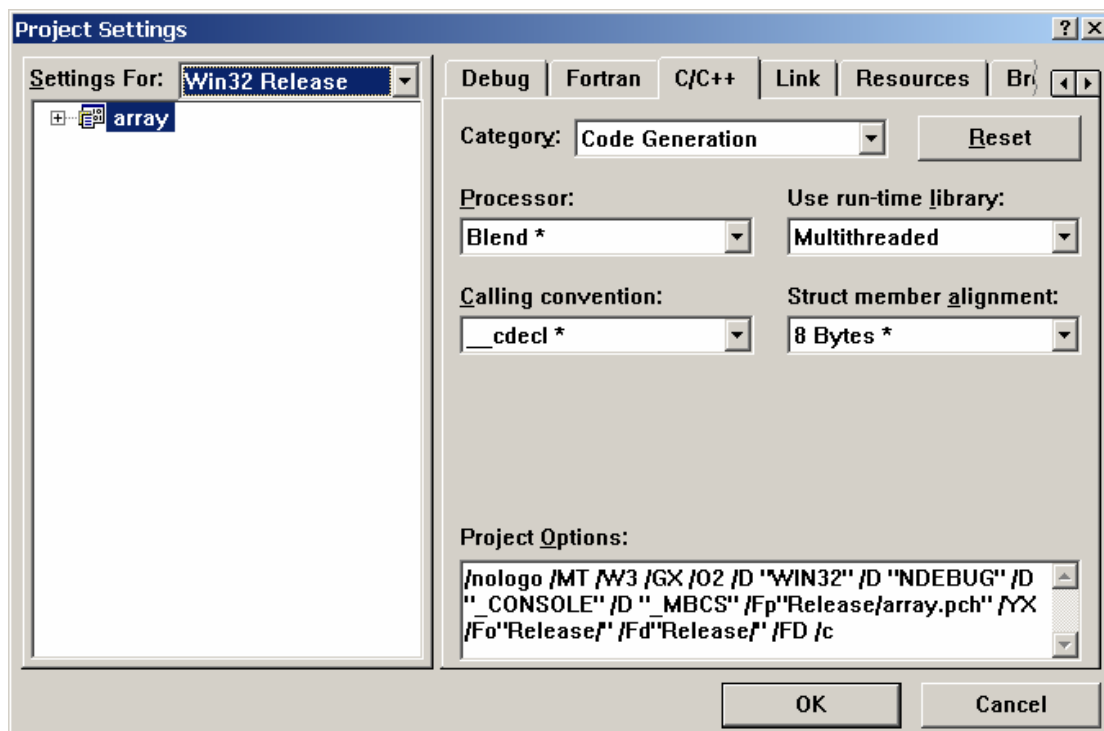 Project Settings
Settings For: Win32 Release
array
Debug Fortran C/C++ Link Resources
Category: Code Generation Reset
Processor: Use run-time library:
Blend * Multithreaded
Calling convention: Struct member alignment:
__cdecl * 8 Bytes *
Project Options:
/nologo /MT /W3 /GX /O2 /D "WIN32" /D "NDEBUG" /D
"_CONSOLE" /D "_MBCS" /Fp"Release/array.pch" /YX
/Fo"Release/" /Fd"Release/" /FD /c
OK Cancel